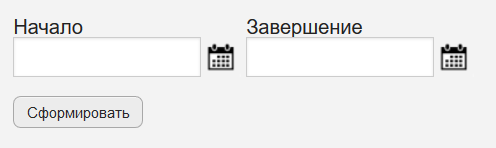 Начало Завершение
Сформировать